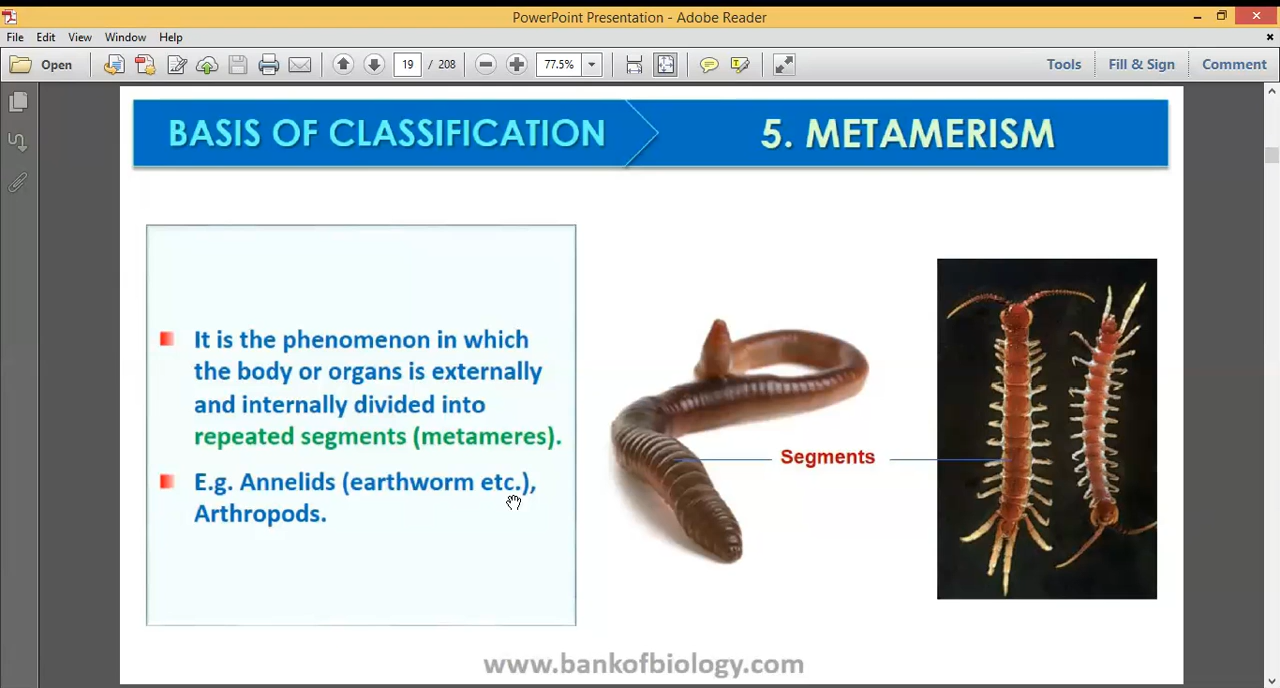 PowerPoint Presentation - Adobe Reader
File Edit View Window Help
Open 19 / 208 77.5% Tools Fill & Sign Comment
BASIS OF CLASSIFICATION 5. METAMERISM
It is the phenomenon in which
the body or organs is externally
and internally divided into
repeated segments (metameres).
E.g. Annelids (earthworm etc.),
Arthropods.
Segments
www.bankofbiology.com